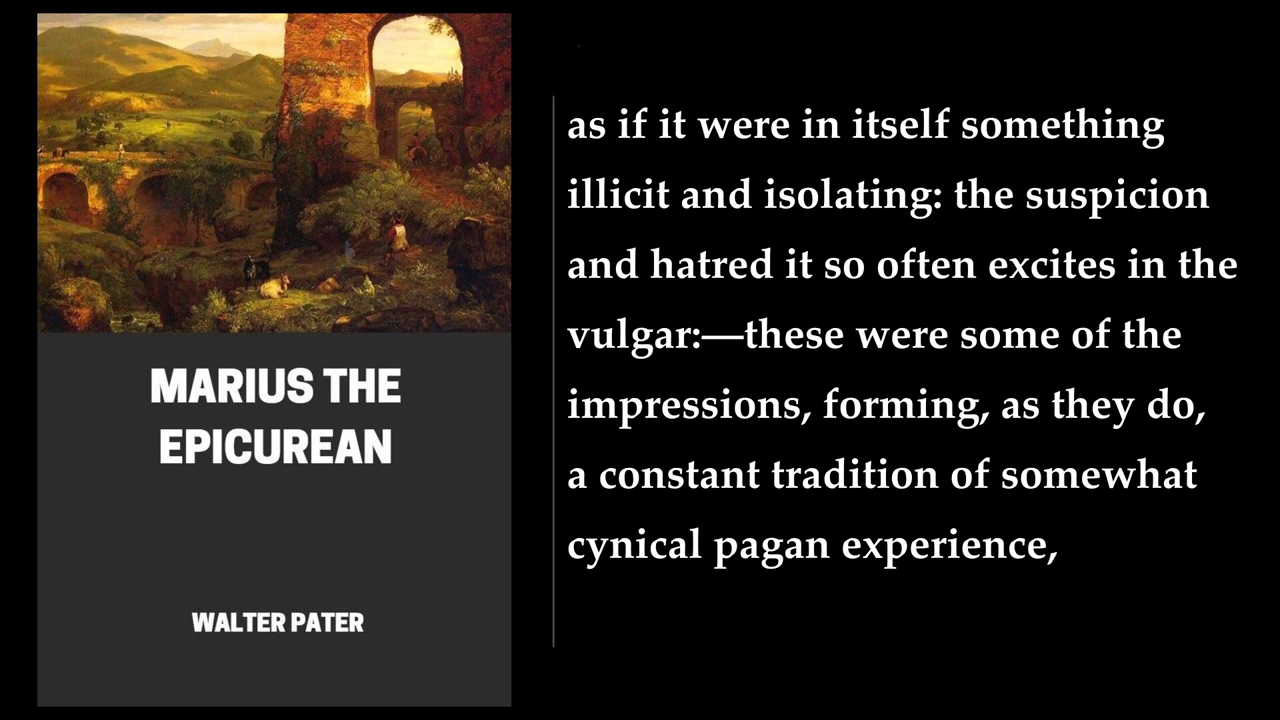 MARIUS THE
EPICUREAN
WALTER PATER
as if it were in itself something
illicit and isolating: the suspicion
and hatred it so often excites in the
vulgar:—these were some of the
impressions, forming, as they do,
a constant tradition of somewhat
cynical pagan experience,